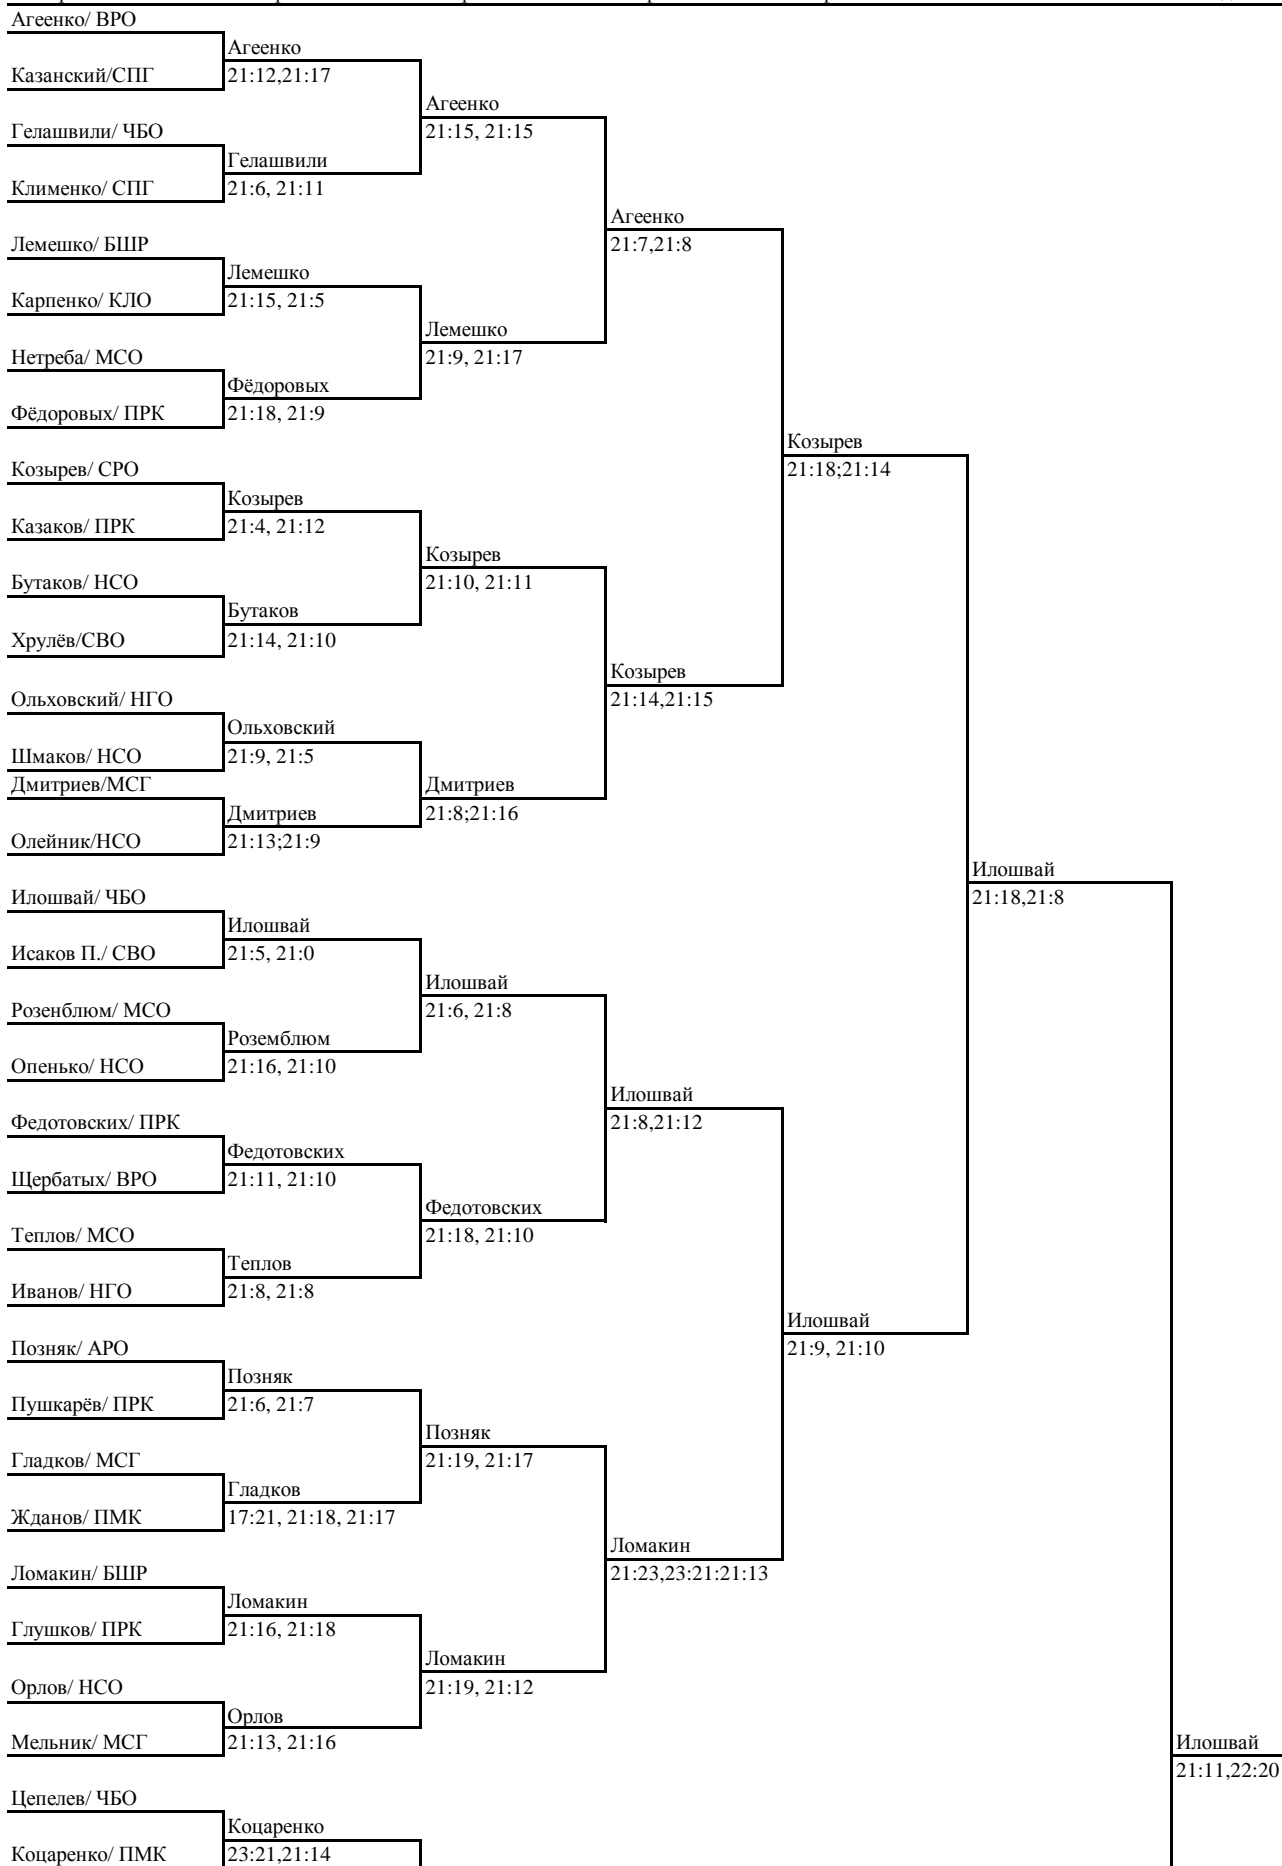 Агеенко/ ВРО
Агеенко
Казанский/СПГ
21:12,21:17
Агеенко
Гелашвили/ ЧБО
21:15, 21:15
Гелашвили
Клименко/ СПГ
21:6, 21:11
Агеенко
Лемешко/ БШР
21:7,21:8
Лемешко
Карпенко/ КЛО
21:15, 21:5
Лемешко
Нетреба/ МСО
21:9, 21:17
Фёдоровых
Фёдоровых/ ПРК
21:18, 21:9
Козырев
Козырев/ СРО
21:18;21:14
Козырев
Казаков/ ПРК
21:4, 21:12
Козырев
Бутаков/ НСО
21:10, 21:11
Бутаков
Хрулёв/СВО
21:14, 21:10
Козырев
Ольховский/ НГО
21:14,21:15
Ольховский
Шмаков/ НСО
21:9, 21:5
Дмитриев/МСГ
Дмитриев
Дмитриев
21:8;21:16
Олейник/НСО
21:13;21:9
Илошвай
Илошвай/ ЧБО
21:18,21:8
Илошвай
Исаков П./ СВО
21:5, 21:0
Илошвай
Розенблюм/ МСО
21:6, 21:8
Роземблюм
Опенько/ НСО
21:16, 21:10
Илошвай
Федотовских/ ПРК
21:8,21:12
Федотовских
Щербатых/ ВРО
21:11, 21:10
Федотовских
Теплов/ МСО
21:18, 21:10
Теплов
Иванов/ НГО
21:8, 21:8
Илошвай
Позняк/ АРО
21:9, 21:10
Позняк
Пушкарёв/ ПРК
21:6, 21:7
Позняк
Гладков/ МСГ
21:19, 21:17
Гладков
Жданов/ ПМК
17:21, 21:18, 21:17
Ломакин
Ломакин/ БШР
21:23,23:21:21:13
Ломакин
Глушков/ ПРК
21:16, 21:18
Ломакин
Орлов/ НСО
21:19, 21:12
Орлов
Мельник/ МСГ
21:13, 21:16
Илошвай
21:11,22:20
Цепелев/ ЧБО
Коцаренко
Коцаренко/ ПМК
23:21,21:14